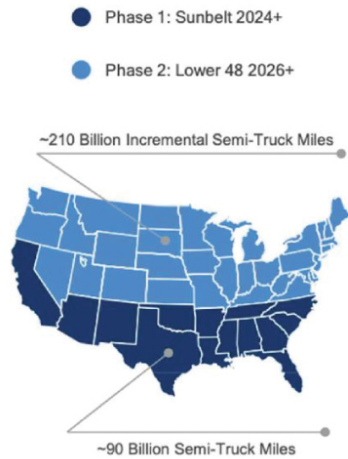 Phase 1: Sunbelt 2024+
Phase 2: Lower 48 2026+
~210 Billion Incremental Semi-Truck Miles
~90 Billion Semi-Truck Miles